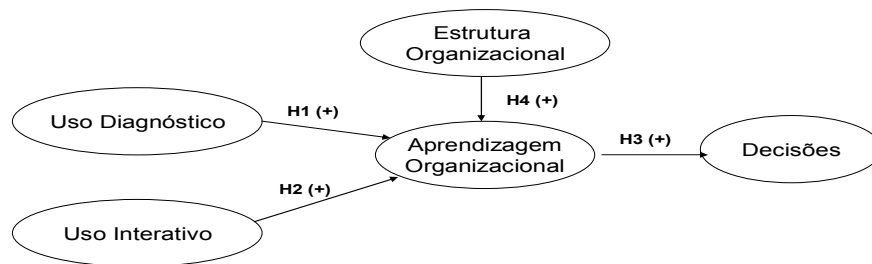 Estrutura
Organizacional
H1 (+)
H4 (+)
Uso Diagnóstico
Aprendizagem
Organizacional
H3 (+)
Decisões
H2 (+)
Uso Interativo